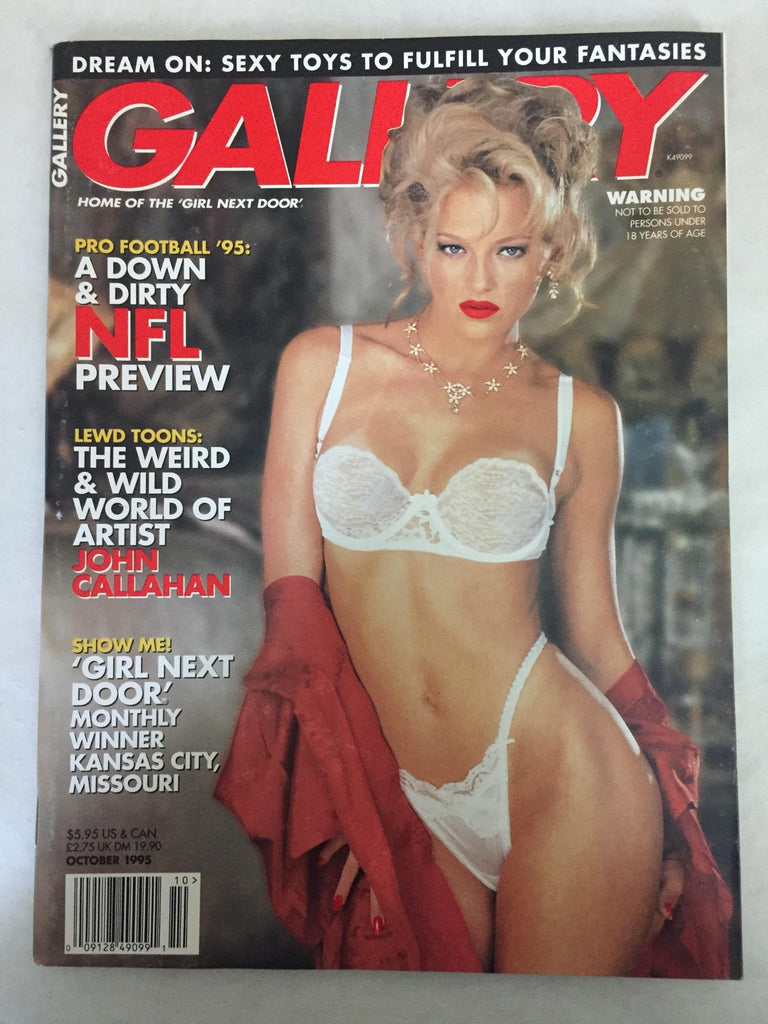 DREAM ON: SEXY TOYS TO FULFILL YOUR FANTASIES
GALLERY
GALLERY
K49099
HOME OF THE 'GIRL NEXT DOOR'
WARNING
NOT TO BE SOLD TO
PERSONS UNDER
18 YEARS OF AGE
PRO FOOTBALL '95:
A DOWN
& DIRTY
NFL
PREVIEW
LEWD TOONS:
THE WEIRD
& WILD
WORLD OF
ARTIST
JOHN
CALLAHAN
SHOW ME!
'GIRL NEXT
DOOR'
MONTHLY
WINNER
KANSAS CITY,
MISSOURI
$5.95 US & CAN
£2.75 UK DM 19.90
OCTOBER 1995
10>
0 09128 49099 1